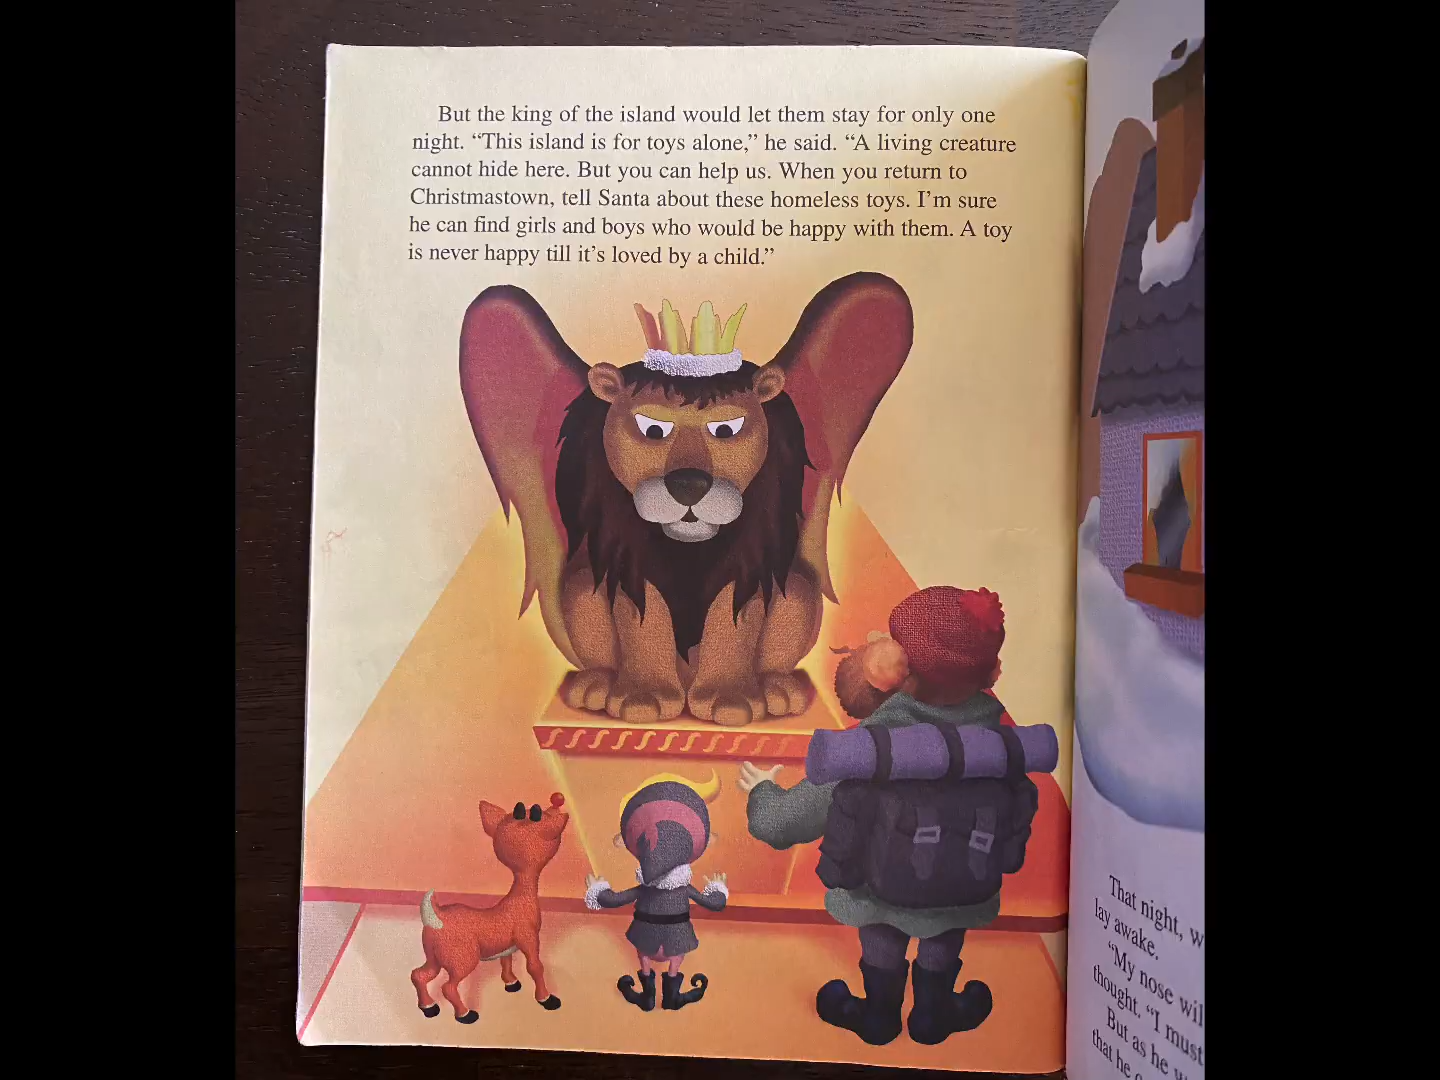 But the king of the island would let them stay for only one
night. “This island is for toys alone,” he said. “A living creature
cannot hide here. But you can help us. When you return to
Christmastown, tell Santa about these homeless toys. I’m sure
he can find girls and boys who would be happy with them. A toy
is never happy till it’s loved by a child.”
That night,
lay awake.
“My nose
thought. “I must
But as he
that he